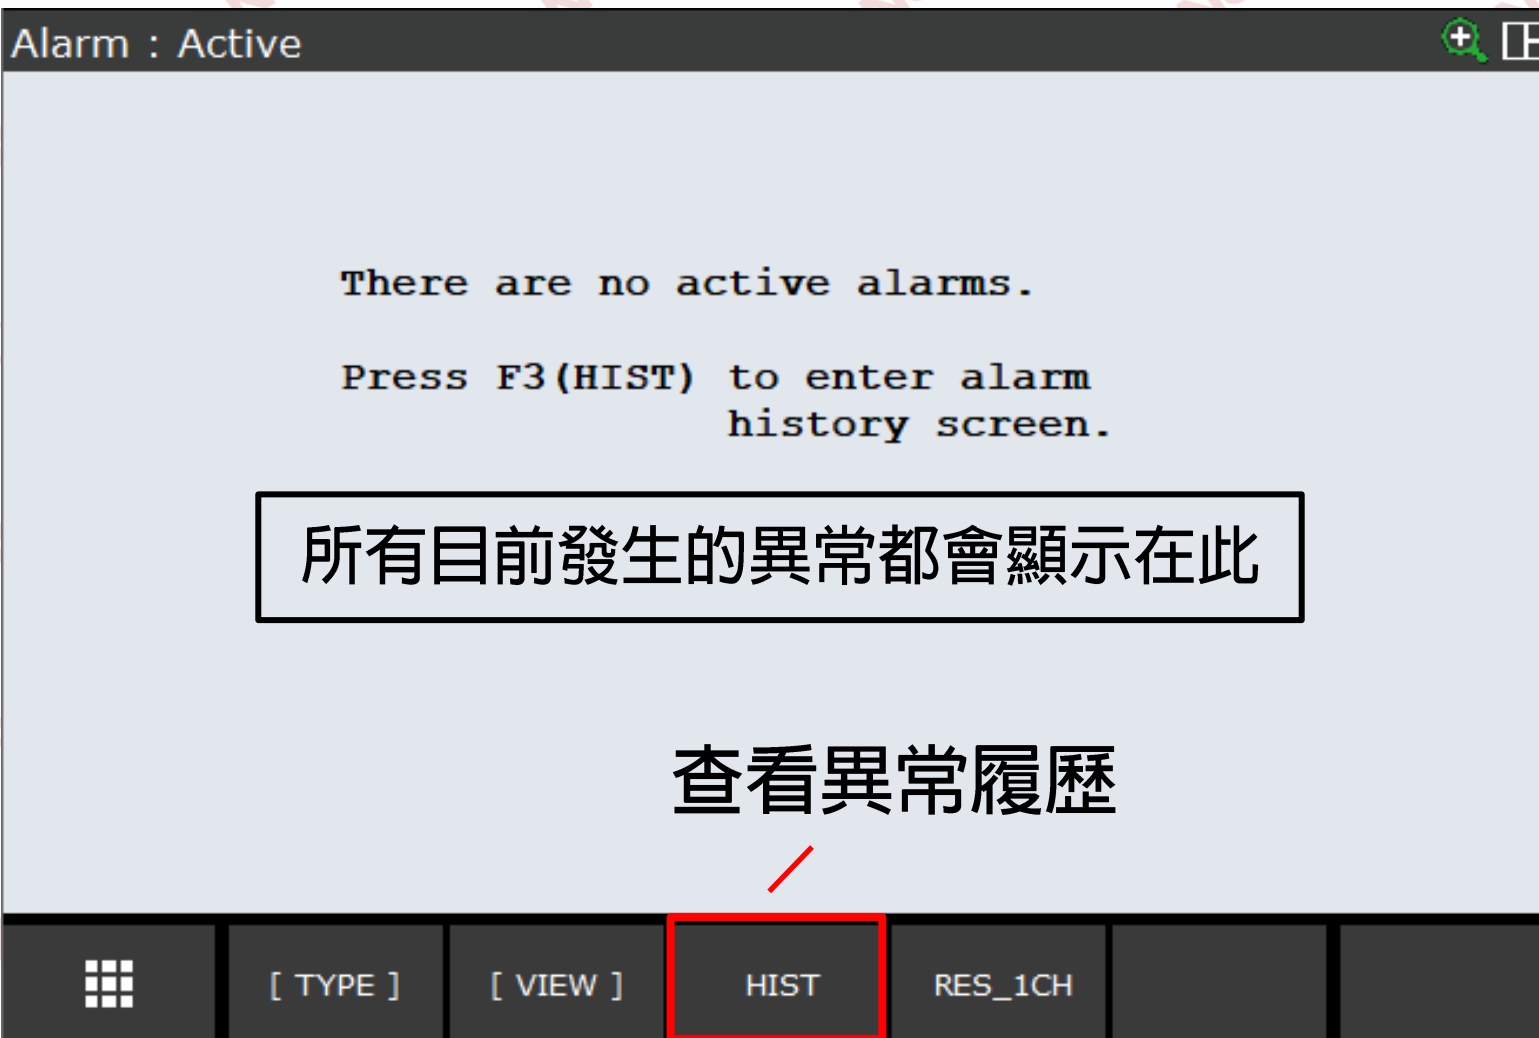 Alarm : Active
There are no active alarms.
Press F3(HIST) to enter alarm
history screen.
所有目前發生的異常都會顯示在此
查看異常履歷
[ TYPE ] [ VIEW ] HIST RES_1CH